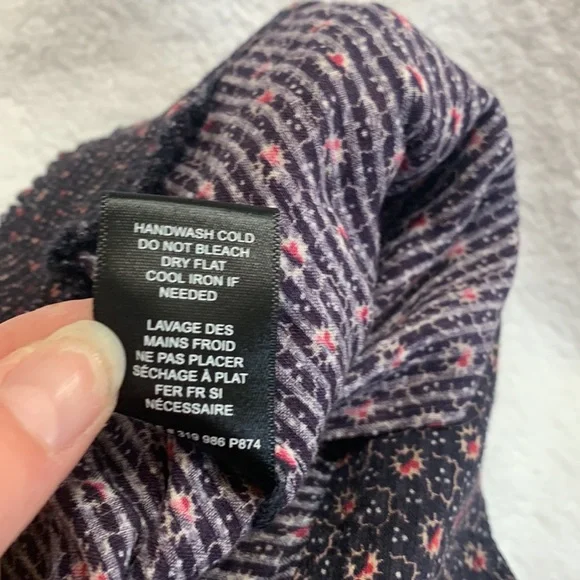 HANDWASH COLD
DO NOT BLEACH
DRY FLAT
COOL IRON IF
NEEDED
LAVAGE DES
MAINS FROID
NE PAS PLACER
SÉCHAGE À PLAT
FER FR SI
NÉCESSAIRE
319 986 P874